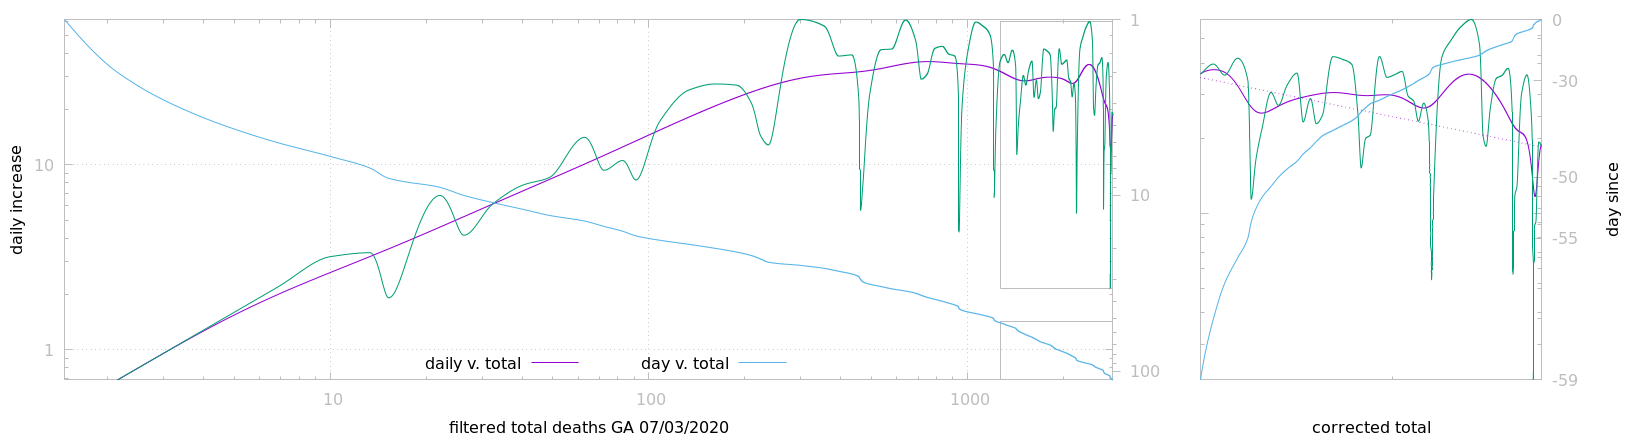 daily increase
10
1
daily v. total
day v. total
10
100
1000
filtered total deaths GA 07/03/2020
1
10
100
0
-30
-50
-55
-59
day since
corrected total